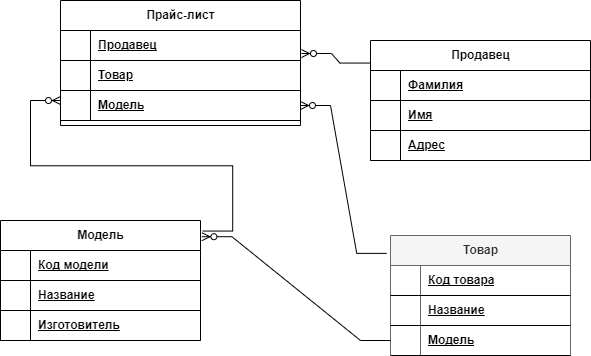 Прайс-лист
Продавец
Товар
Модель
Продавец
Фамилия
Имя
Адрес
Модель
Код модели
Название
Изготовитель
Товар
Код товара
Название
Модель